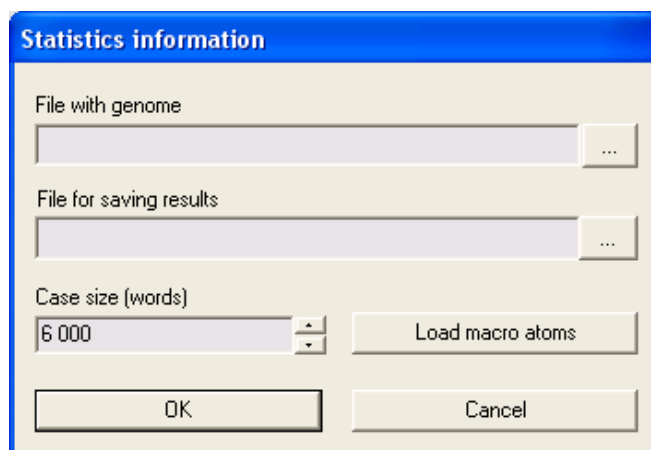 Statistics information
File with genome
...
File for saving results
...
Case size (words)
6 000
Load macro atoms
OK
Cancel